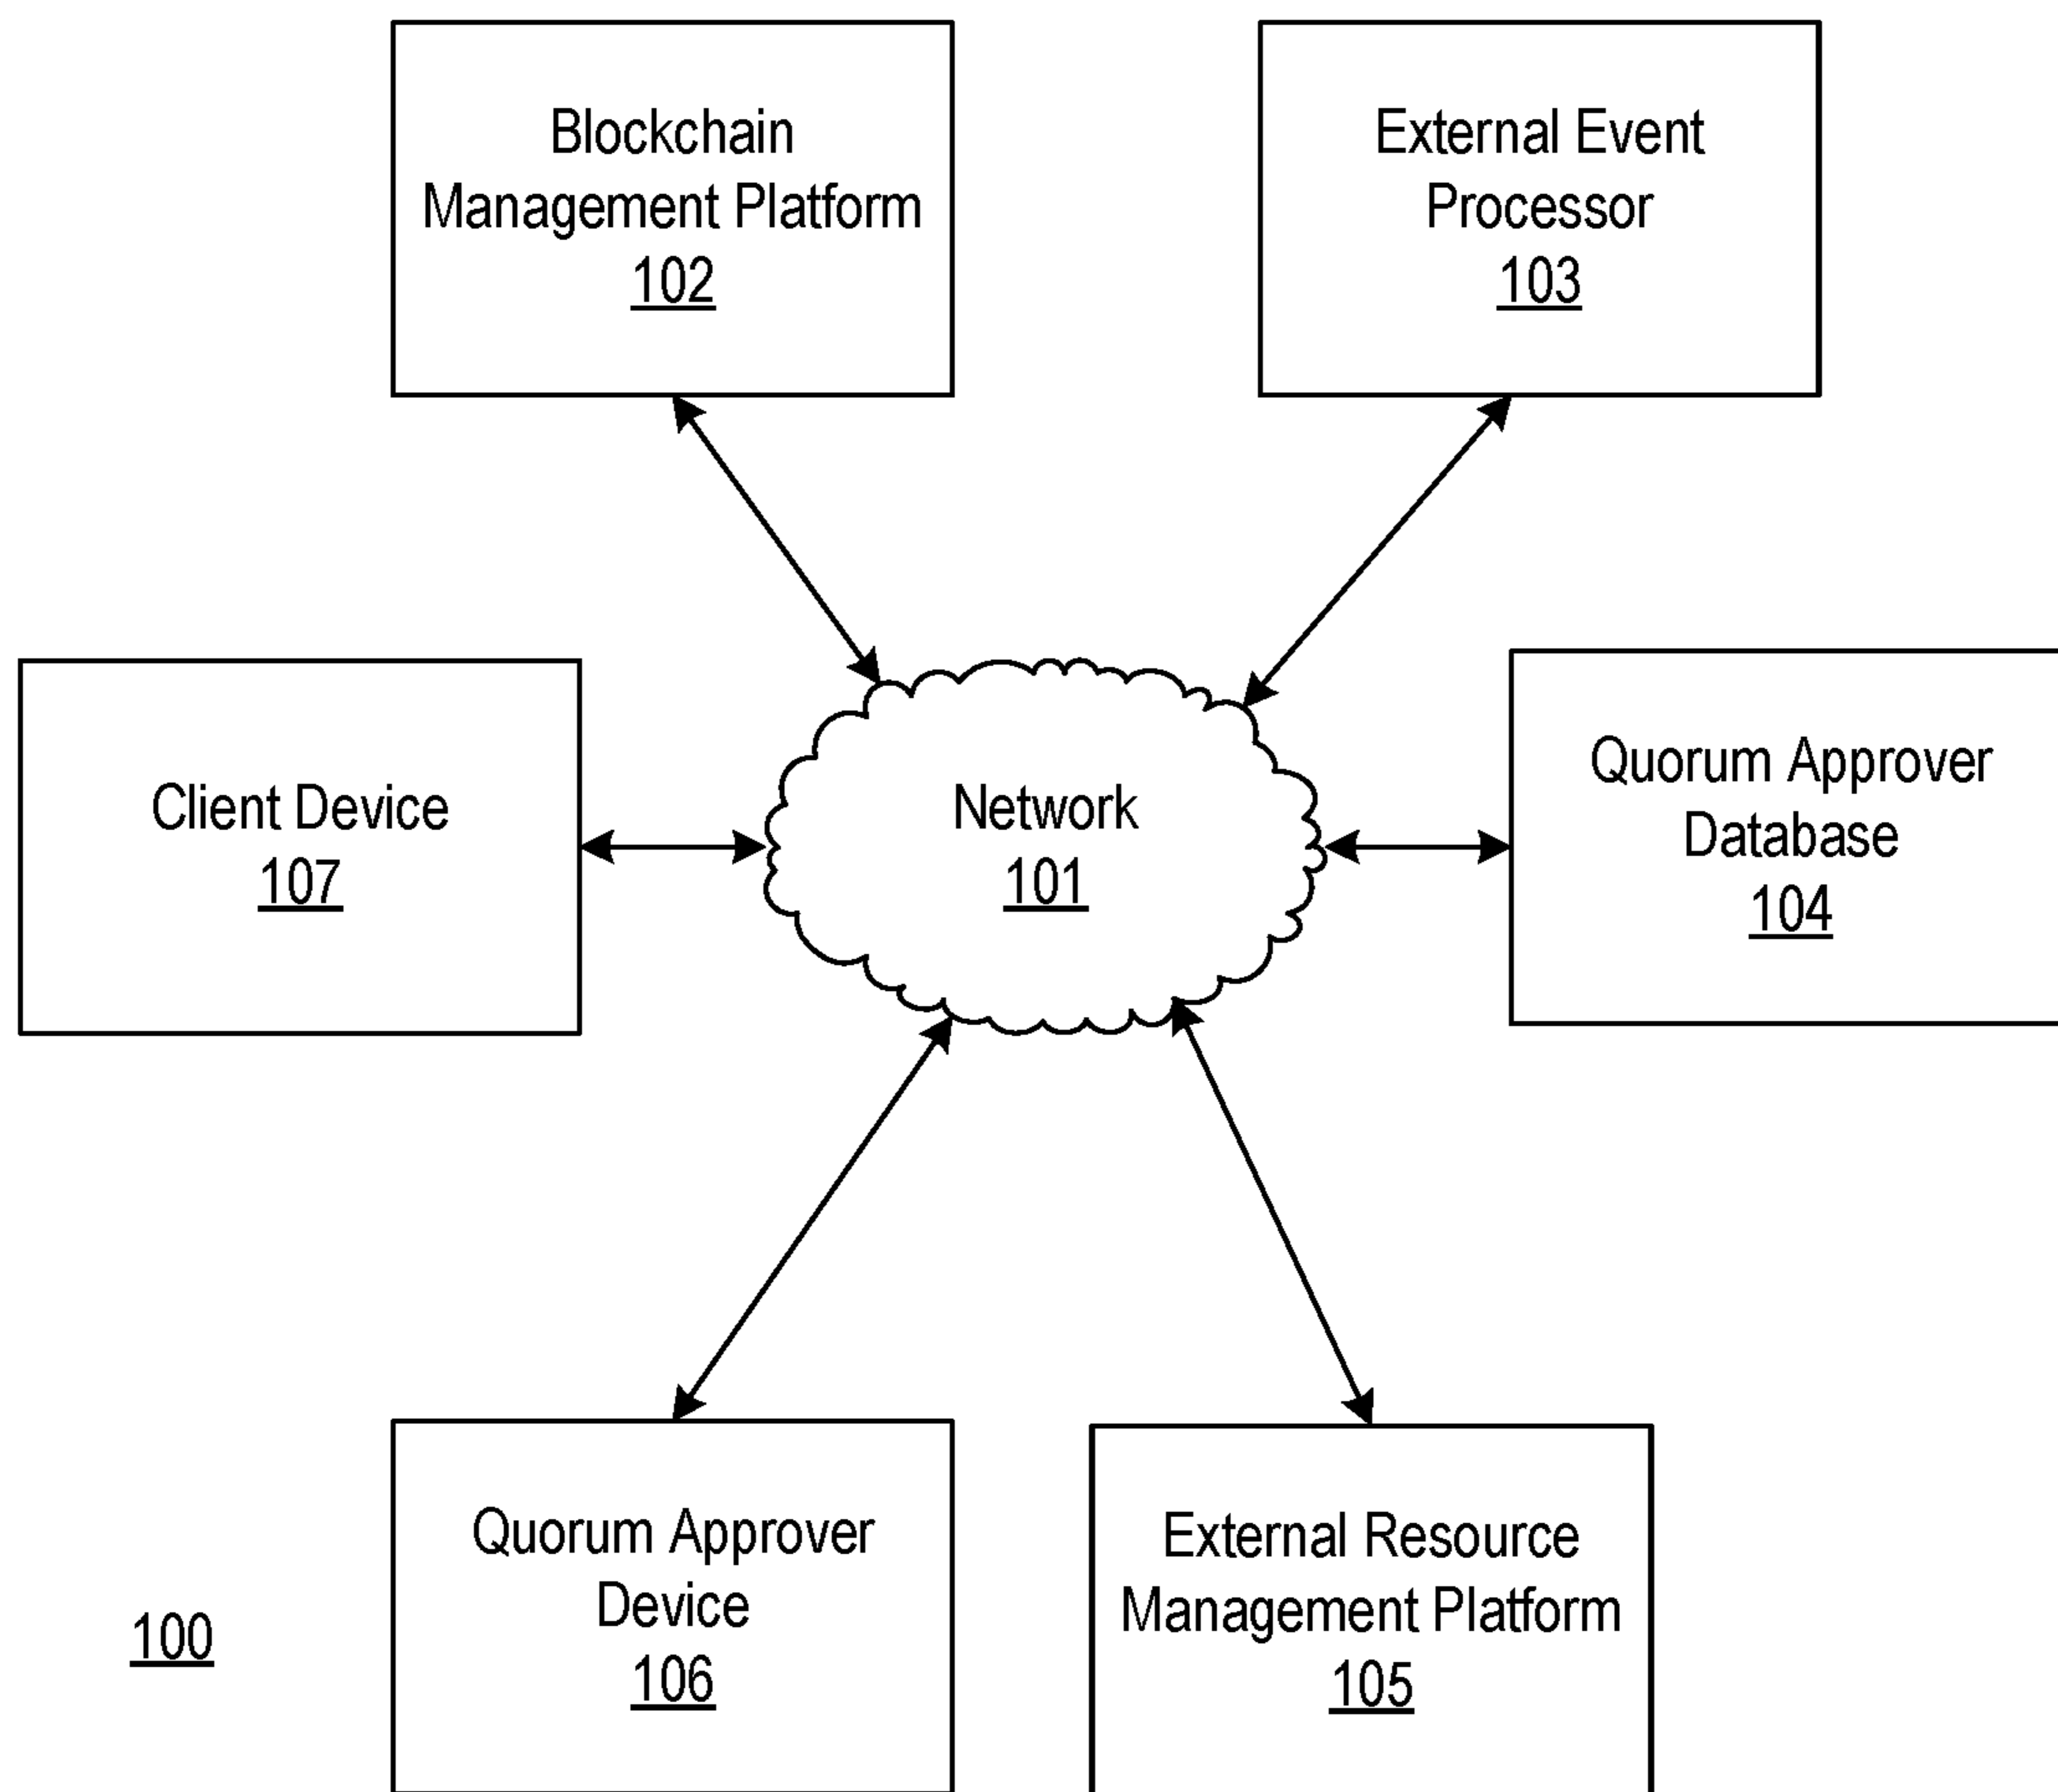 Blockchain
Management Platform
102
External Event
Processor
103
Client Device
107
Network
101
Quorum Approver
Database
104
Quorum Approver
Device
106
External Resource
Management Platform
105
100